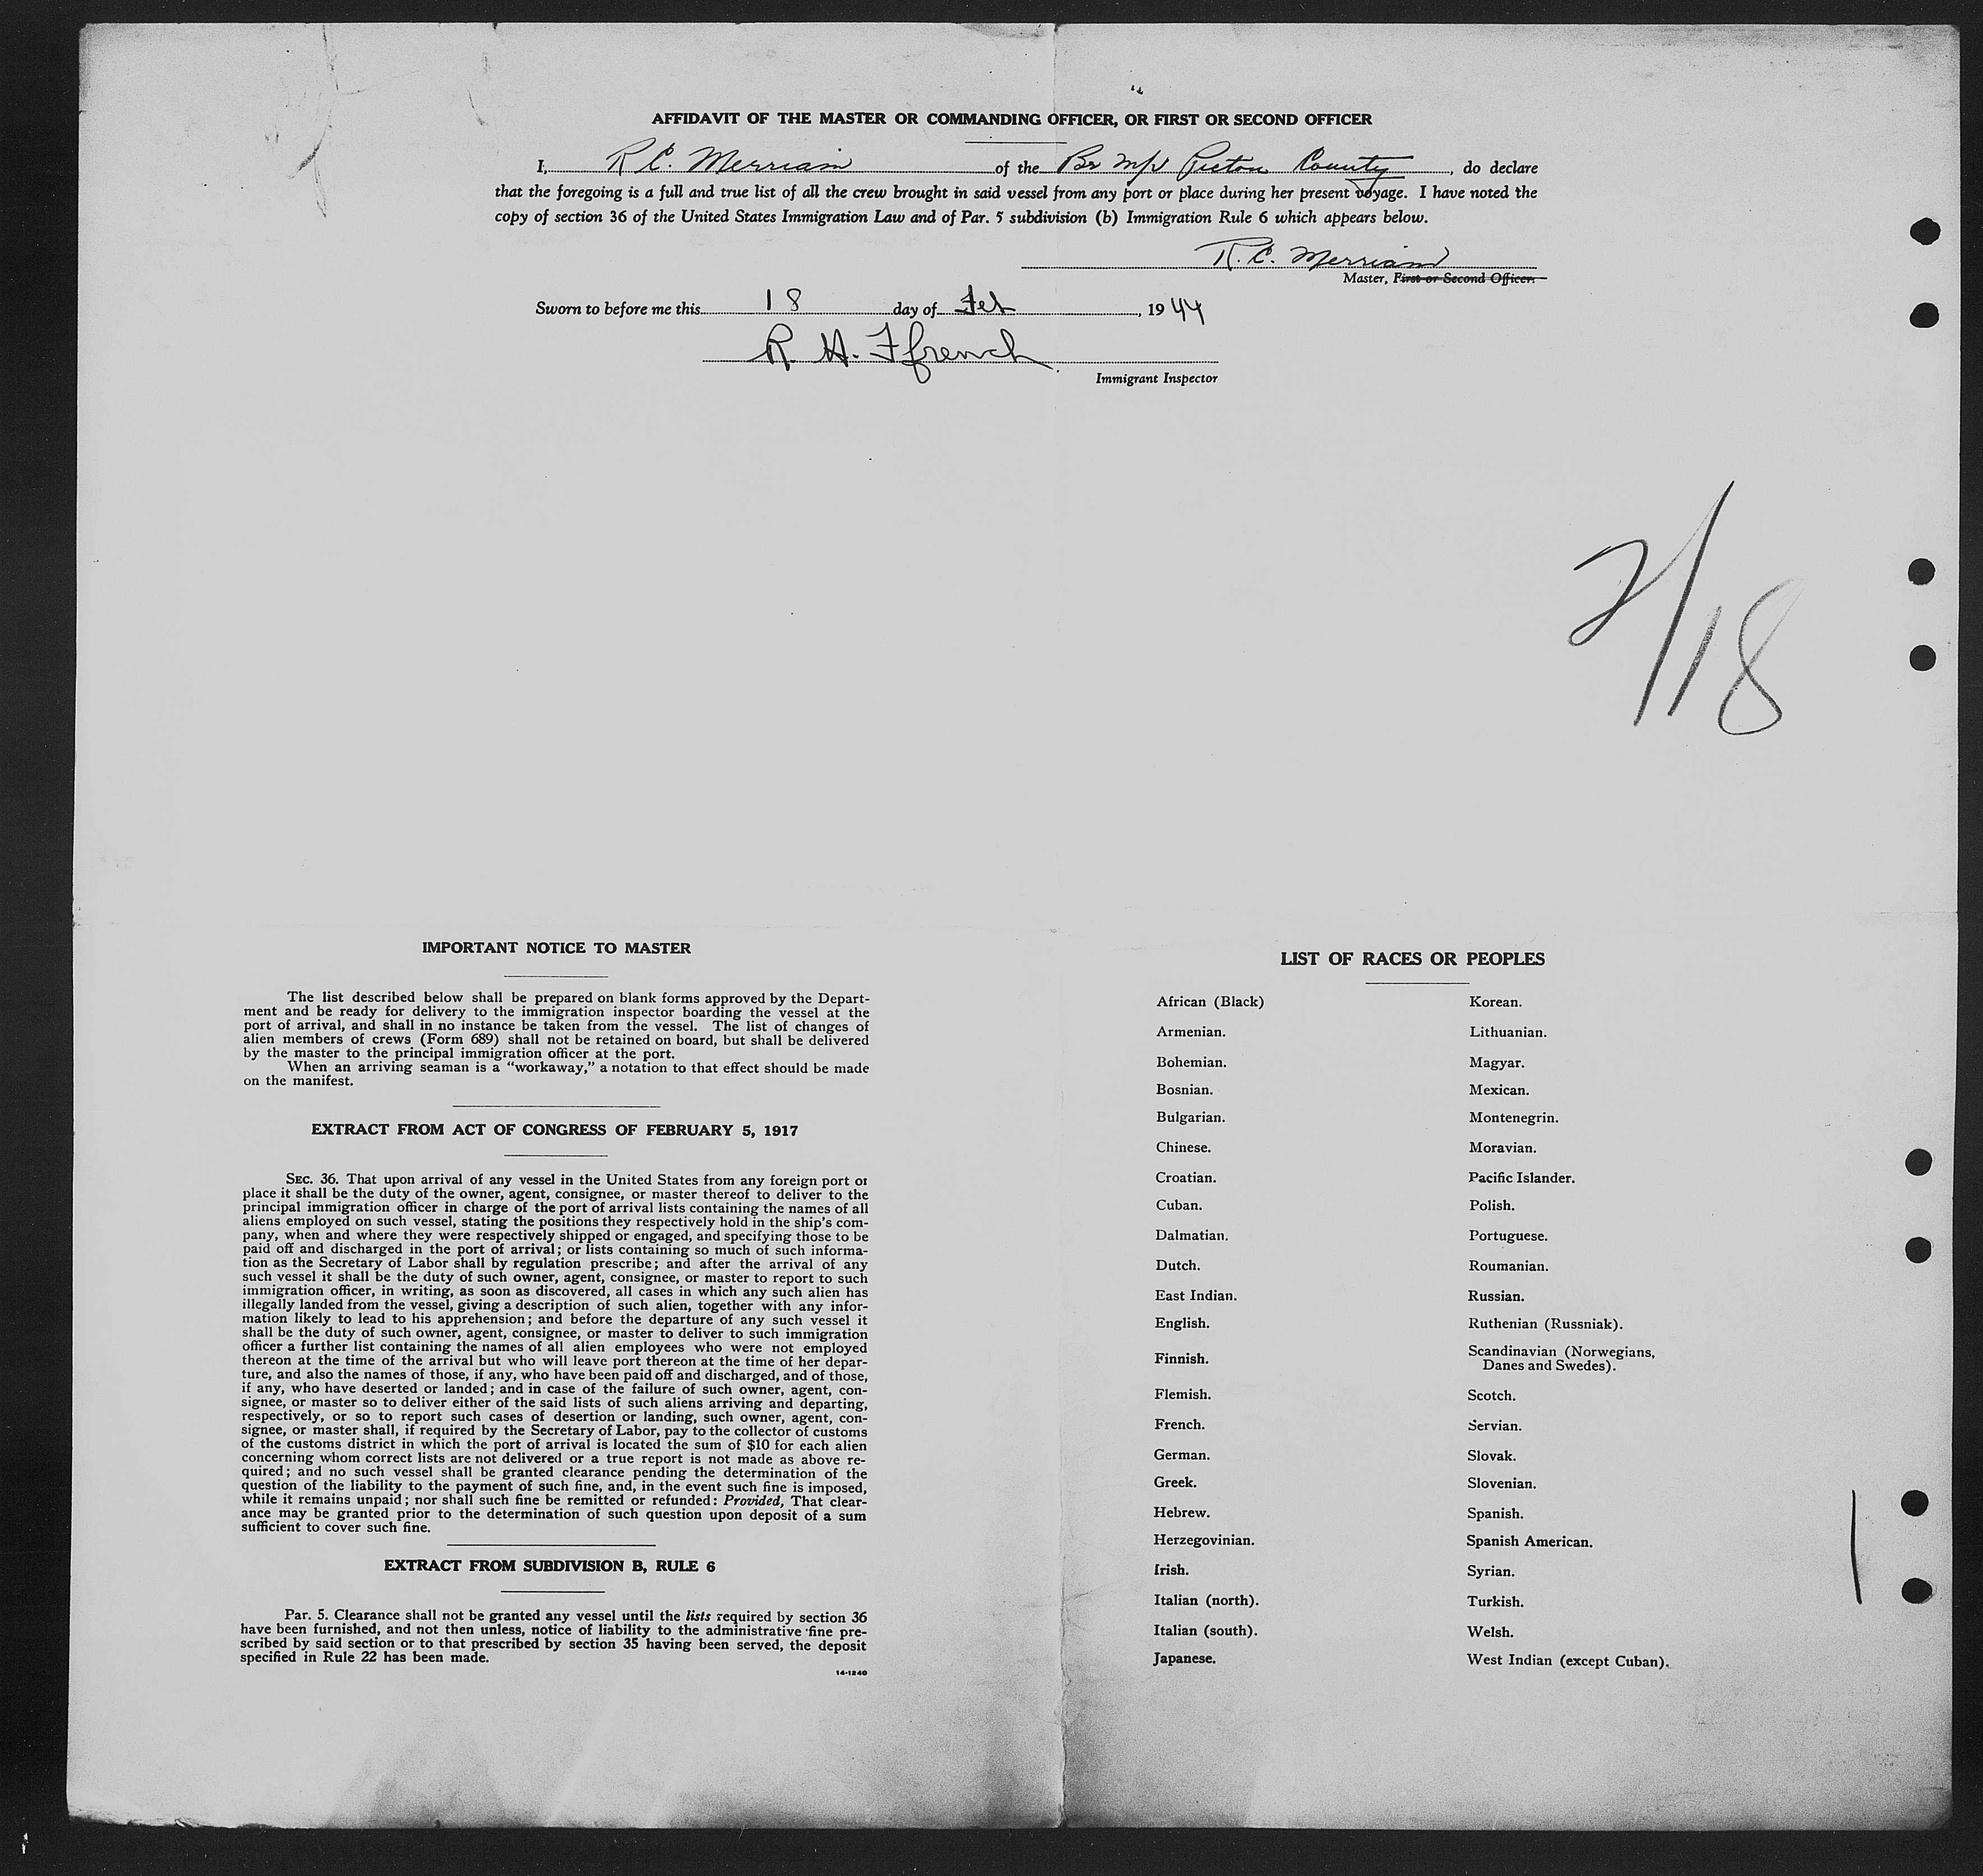 AFFIDAVIT OF THE MASTER OR COMMANDING OFFICER, OR FIRST OR SECOND OFFICER
I, R C. Merriam of the Br M/V Picton County, do declare
that the foregoing is a full and true list of all the crew brought in said vessel from any port or place during her present voyage. I have noted the
copy of section 36 of the United States Immigration Law and of Par. 5 subdivision (b) Immigration Rule 6 which appears below.
R. C. Merriam
Master, First or Second Officer.
Sworn to before me this 18 day of Feb, 1944
R. H. Ffrench
Immigrant Inspector
2/18
IMPORTANT NOTICE TO MASTER
The list described below shall be prepared on blank forms approved by the Depart-
ment and be ready for delivery to the immigration inspector boarding the vessel at the
port of arrival, and shall in no instance be taken from the vessel. The list of changes of
alien members of crews (Form 689) shall not be retained on board, but shall be delivered
by the master to the principal immigration officer at the port.
When an arriving seaman is a “workaway,” a notation to that effect should be made
on the manifest.
EXTRACT FROM ACT OF CONGRESS OF FEBRUARY 5, 1917
SEC. 36. That upon arrival of any vessel in the United States from any foreign port or
place it shall be the duty of the owner, agent, consignee, or master thereof to deliver to the
principal immigration officer in charge of the port of arrival lists containing the names of all
aliens employed on such vessel, stating the positions they respectively hold in the ship's com-
pany, when and where they were respectively shipped or engaged, and specifying those to be
paid off and discharged in the port of arrival; or lists containing so much of such informa-
tion as the Secretary of Labor shall by regulation prescribe; and after the arrival of any
such vessel it shall be the duty of such owner, agent, consignee, or master to report to such
immigration officer, in writing, as soon as discovered, all cases in which any such alien has
illegally landed from the vessel, giving a description of such alien, together with any infor-
mation likely to lead to his apprehension; and before the departure of any such vessel it
shall be the duty of such owner, agent, consignee, or master to deliver to such immigration
officer a further list containing the names of all alien employees who were not employed
thereon at the time of the arrival but who will leave port thereon at the time of her depar-
ture, and also the names of those, if any, who have been paid off and discharged, and of those,
if any, who have deserted or landed; and in case of the failure of such owner, agent, con-
signee, or master so to deliver either of the said lists of such aliens arriving and departing,
respectively, or so to report such cases of desertion or landing, such owner, agent, con-
signee, or master shall, if required by the Secretary of Labor, pay to the collector of customs
of the customs district in which the port of arrival is located the sum of $10 for each alien
concerning whom correct lists are not delivered or a true report is not made as above re-
quired; and no such vessel shall be granted clearance pending the determination of the
question of the liability to the payment of such fine, and, in the event such fine is imposed,
while it remains unpaid; nor shall such fine be remitted or refunded: Provided, That clear-
ance may be granted prior to the determination of such question upon deposit of a sum
sufficient to cover such fine.
EXTRACT FROM SUBDIVISION B, RULE 6
Par. 5. Clearance shall not be granted any vessel until the lists required by section 36
have been furnished, and not then unless, notice of liability to the administrative fine pre-
scribed by said section or to that prescribed by section 35 having been served, the deposit
specified in Rule 22 has been made.
14-1240
LIST OF RACES OR PEOPLES
African (Black)
Armenian.
Bohemian.
Bosnian.
Bulgarian.
Chinese.
Croatian.
Cuban.
Dalmatian.
Dutch.
East Indian.
English.
Finnish.
Flemish.
French.
German.
Greek.
Hebrew.
Herzegovinian.
Irish.
Italian (north).
Italian (south).
Japanese.
Korean.
Lithuanian.
Magyar.
Mexican.
Montenegrin.
Moravian.
Pacific Islander.
Polish.
Portuguese.
Roumanian.
Russian.
Ruthenian (Russniak).
Scandinavian (Norwegians,
Danes and Swedes).
Scotch.
Servian.
Slovak.
Slovenian.
Spanish.
Spanish American.
Syrian.
Turkish.
Welsh.
West Indian (except Cuban).